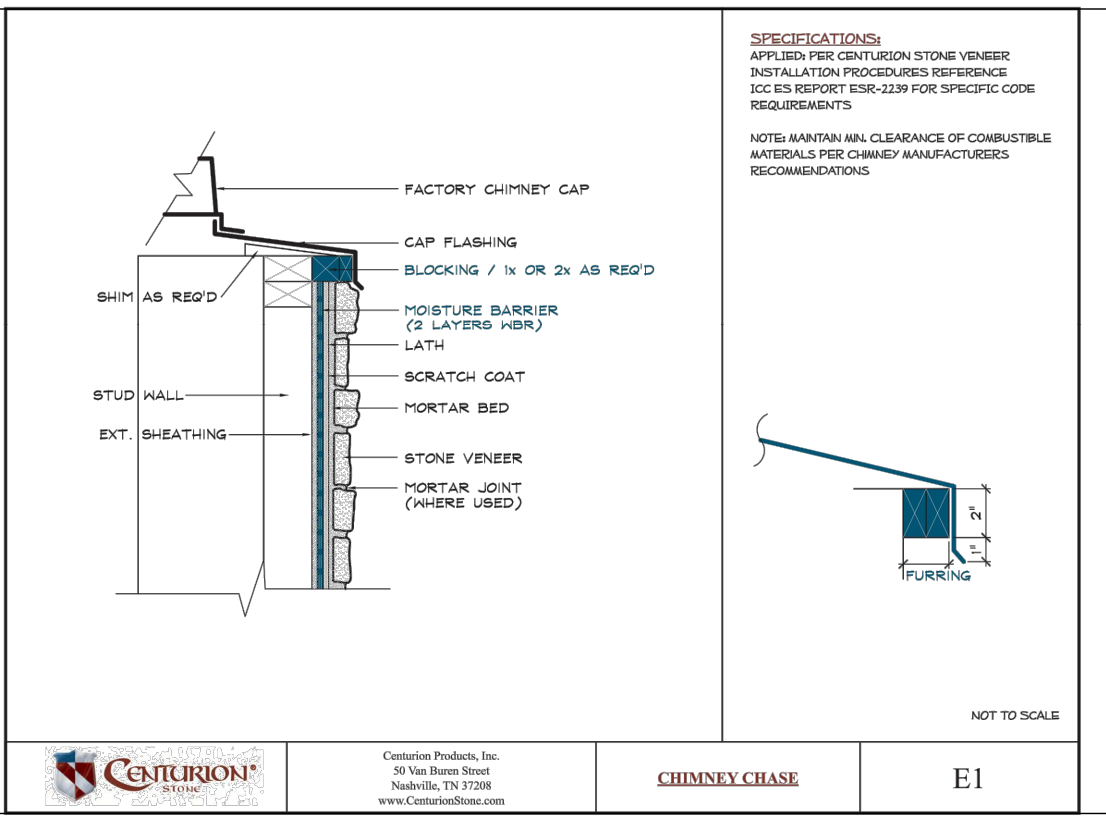 SPECIFICATIONS:
APPLIED: PER CENTURION STONE VENEER
INSTALLATION PROCEDURES REFERENCE
ICC ES REPORT ESR-2239 FOR SPECIFIC CODE
REQUIREMENTS
NOTE: MAINTAIN MIN. CLEARANCE OF COMBUSTIBLE
MATERIALS PER CHIMNEY MANUFACTURERS
RECOMMENDATIONS
FACTORY CHIMNEY CAP
CAP FLASHING
BLOCKING / 1x OR 2x AS REQ'D
SHIM AS REQ'D
MOISTURE BARRIER
(2 LAYERS WBR)
LATH
SCRATCH COAT
STUD WALL
MORTAR BED
EXT. SHEATHING
STONE VENEER
MORTAR JOINT
(WHERE USED)
2"
1"
FURRING
NOT TO SCALE
CENTURION®
STONE
Centurion Products, Inc.
50 Van Buren Street
Nashville, TN 37208
www.CenturionStone.com
CHIMNEY CHASE
E1